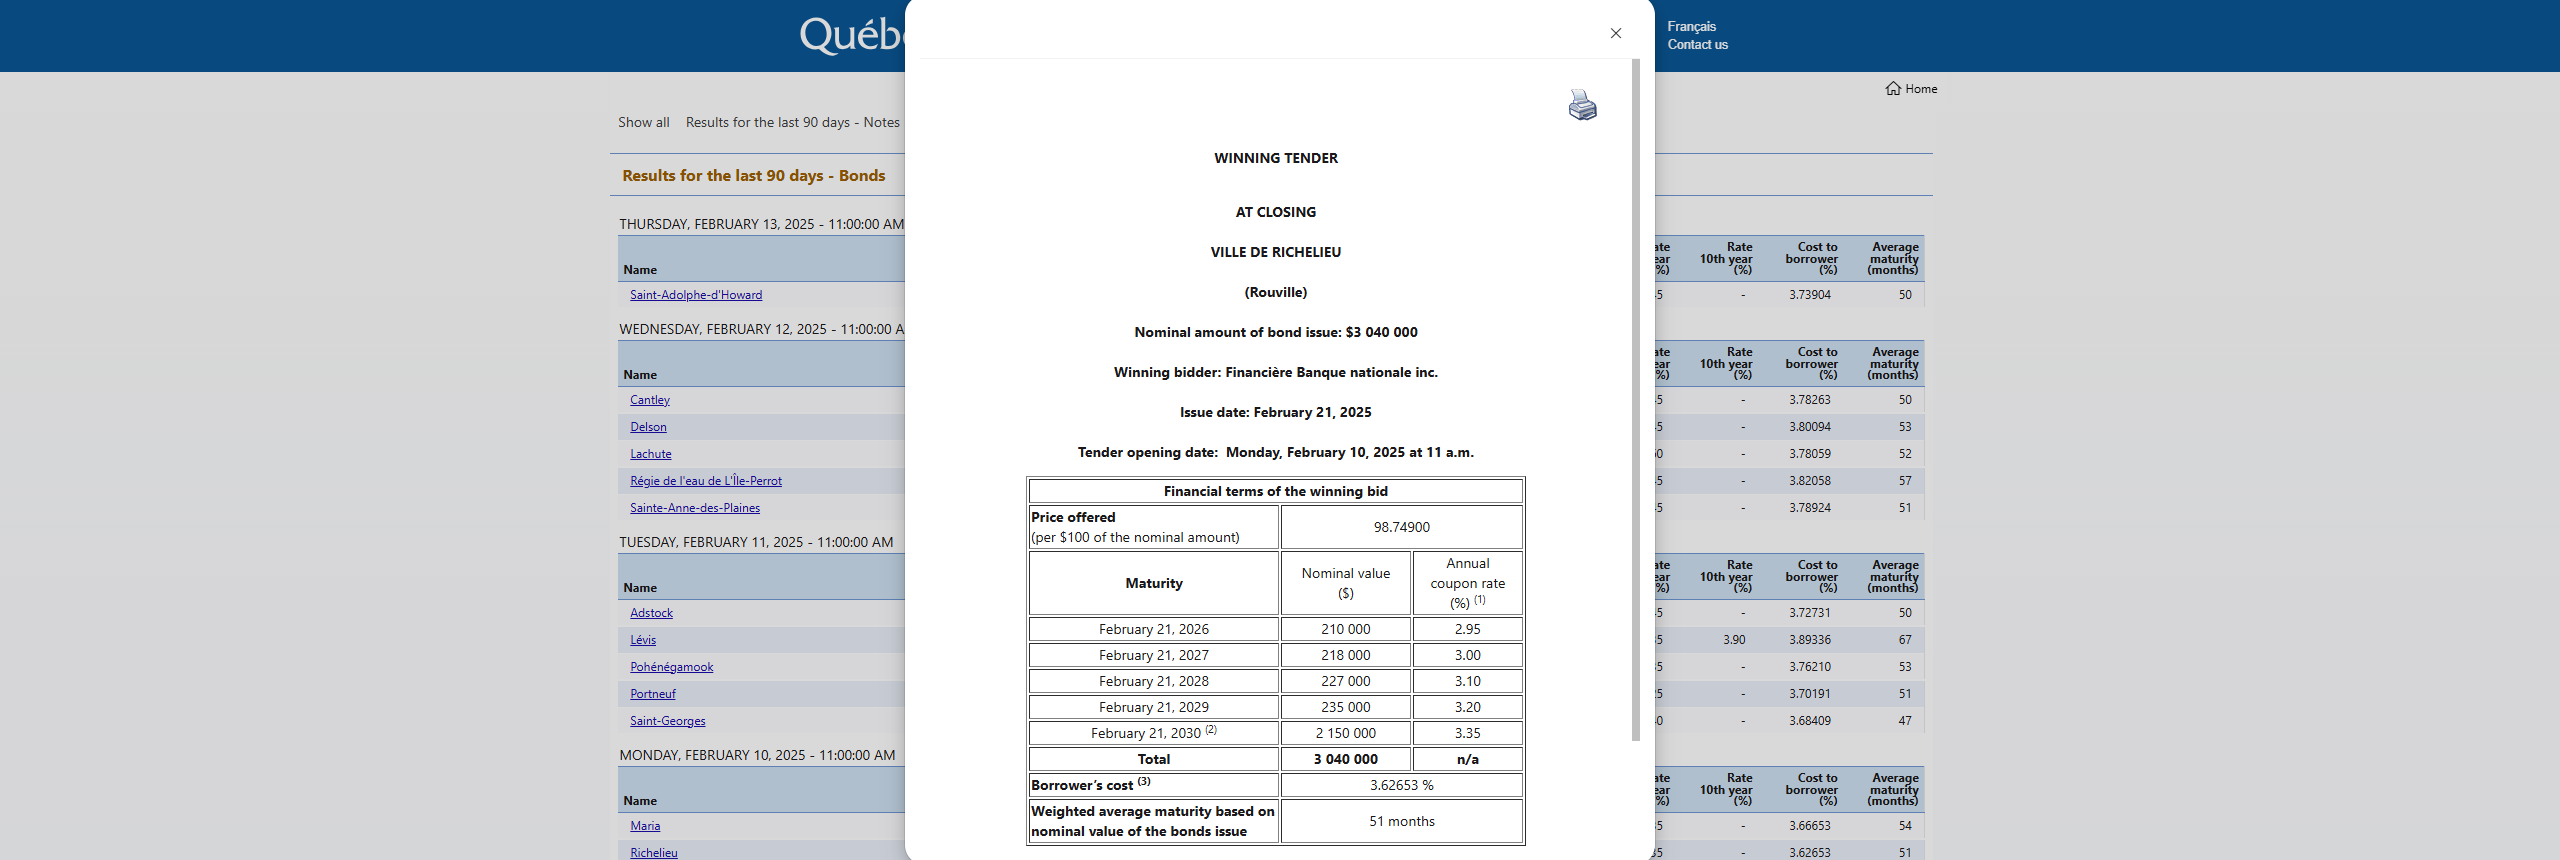 Québ
Français
Contact us
Home
Show all Results for the last 90 days - Notes
Results for the last 90 days - Bonds
THURSDAY, FEBRUARY 13, 2025 - 11:00:00 AM
Name Rate 10th year (%) Cost to borrower (%) Average maturity (months)
Saint-Adolphe-d'Howard 5 - 3.73904 50
WEDNESDAY, FEBRUARY 12, 2025 - 11:00:00 A
Name Rate 10th year (%) Cost to borrower (%) Average maturity (months)
Cantley 5 - 3.78263 50
Delson 5 - 3.80094 53
Lachute 0 - 3.78059 52
Régie de l'eau de L'Île-Perrot 5 - 3.82058 57
Sainte-Anne-des-Plaines 5 - 3.78924 51
TUESDAY, FEBRUARY 11, 2025 - 11:00:00 AM
Name Rate 10th year (%) Cost to borrower (%) Average maturity (months)
Adstock 5 - 3.72731 50
Lévis 5 3.90 3.89336 67
Pohénégamook 5 - 3.76210 53
Portneuf 5 - 3.70191 51
Saint-Georges 0 - 3.68409 47
MONDAY, FEBRUARY 10, 2025 - 11:00:00 AM
Name Rate 10th year (%) Cost to borrower (%) Average maturity (months)
Maria 5 - 3.66653 54
Richelieu 5 - 3.62653 51
WINNING TENDER
AT CLOSING
VILLE DE RICHELIEU
(Rouville)
Nominal amount of bond issue: $3 040 000
Winning bidder: Financière Banque nationale inc.
Issue date: February 21, 2025
Tender opening date: Monday, February 10, 2025 at 11 a.m.
Financial terms of the winning bid
Price offered
(per $100 of the nominal amount) 98.74900
Maturity Nominal value ($) Annual coupon rate (%) (1)
February 21, 2026 210 000 2.95
February 21, 2027 218 000 3.00
February 21, 2028 227 000 3.10
February 21, 2029 235 000 3.20
February 21, 2030 (2) 2 150 000 3.35
Total 3 040 000 n/a
Borrower’s cost (3) 3.62653 %
Weighted average maturity based on
nominal value of the bonds issue 51 months